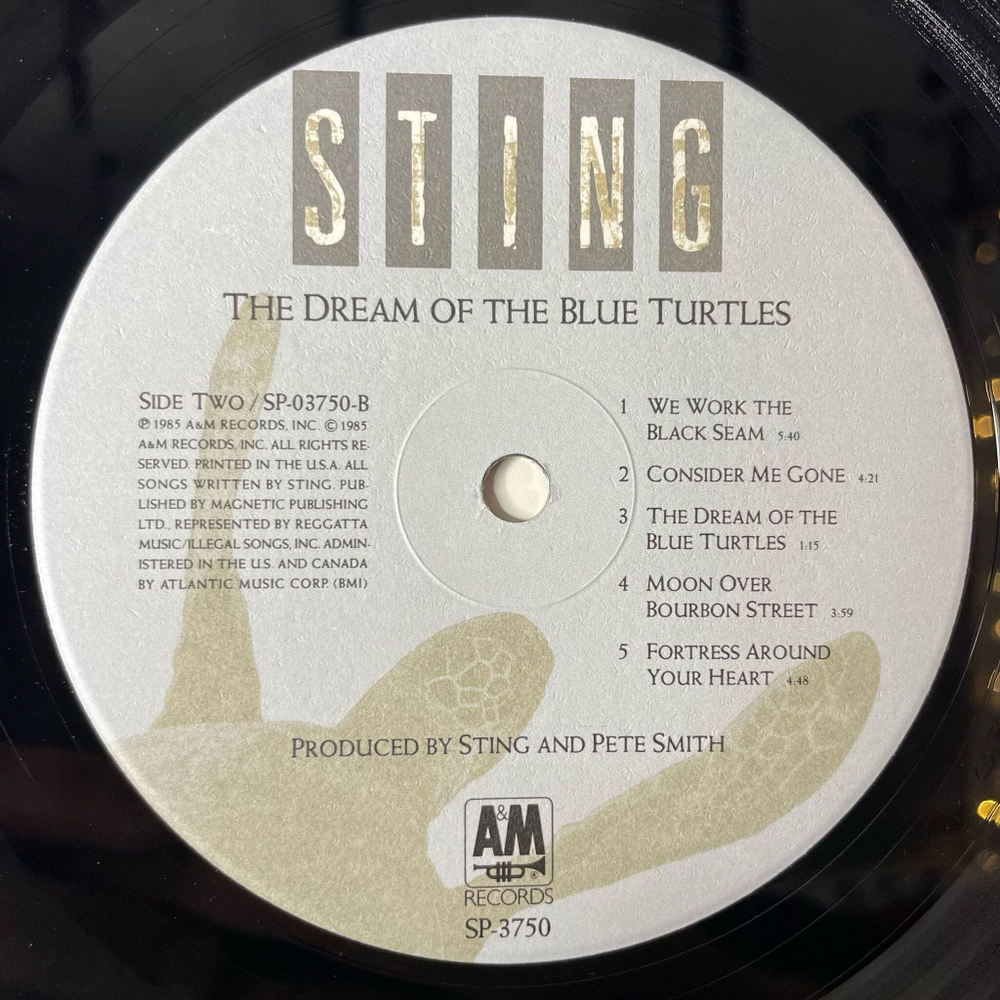 STING
THE DREAM OF THE BLUE TURTLES
SIDE TWO / SP-03750-B
℗ 1985 A&M RECORDS, INC. © 1985
A&M RECORDS, INC. ALL RIGHTS RE-
SERVED. PRINTED IN THE U.S.A. ALL
SONGS WRITTEN BY STING. PUB-
LISHED BY MAGNETIC PUBLISHING
LTD., REPRESENTED BY REGGATTA
MUSIC/ILLEGAL SONGS, INC. ADMIN-
ISTERED IN THE U.S. AND CANADA
BY ATLANTIC MUSIC CORP. (BMI)
1 WE WORK THE
BLACK SEAM 5:40
2 CONSIDER ME GONE 4:21
3 THE DREAM OF THE
BLUE TURTLES 1:15
4 MOON OVER
BOURBON STREET 3:59
5 FORTRESS AROUND
YOUR HEART 4:48
PRODUCED BY STING AND PETE SMITH
A&M
®
RECORDS
SP-3750